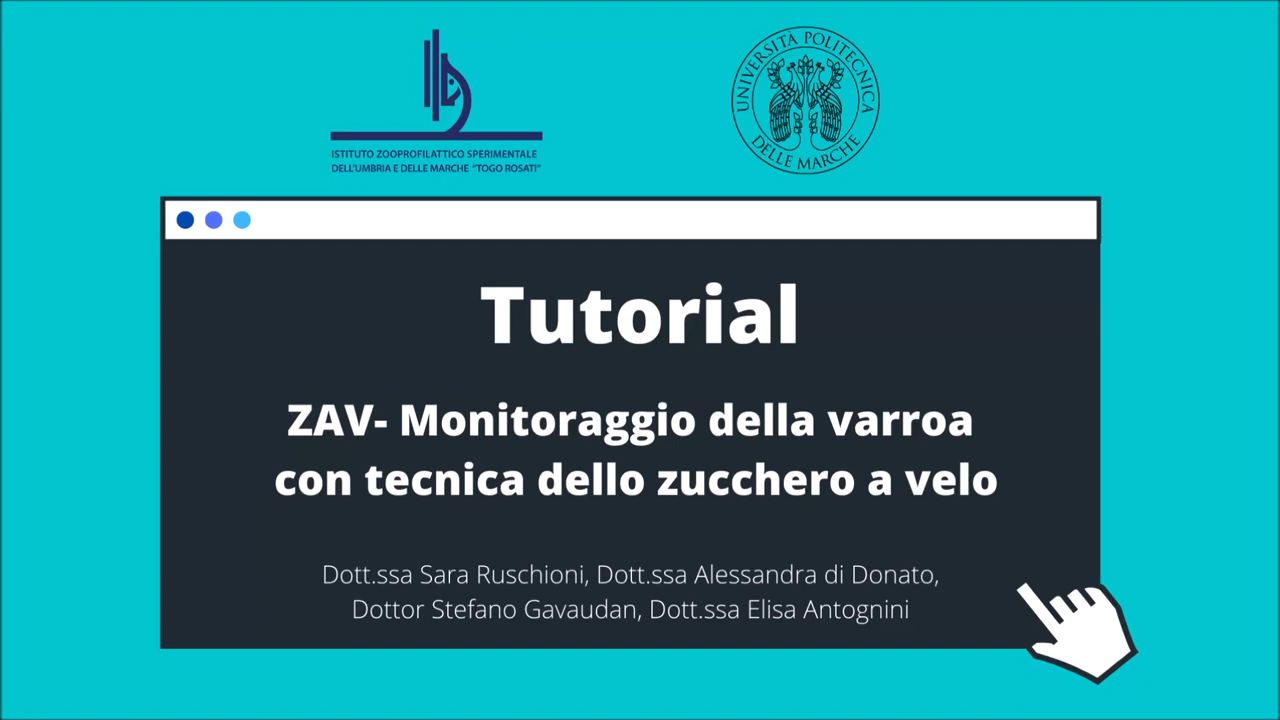 ISTITUTO ZOOPROFILATTICO SPERIMENTALE
DELL'UMBRIA E DELLE MARCHE "TOGO ROSATI"
UNIVERSITÀ POLITECNICA
DELLE MARCHE
Tutorial
ZAV- Monitoraggio della varroa
con tecnica dello zucchero a velo
Dott.ssa Sara Ruschioni, Dott.ssa Alessandra di Donato,
Dottor Stefano Gavaudan, Dott.ssa Elisa Antognini